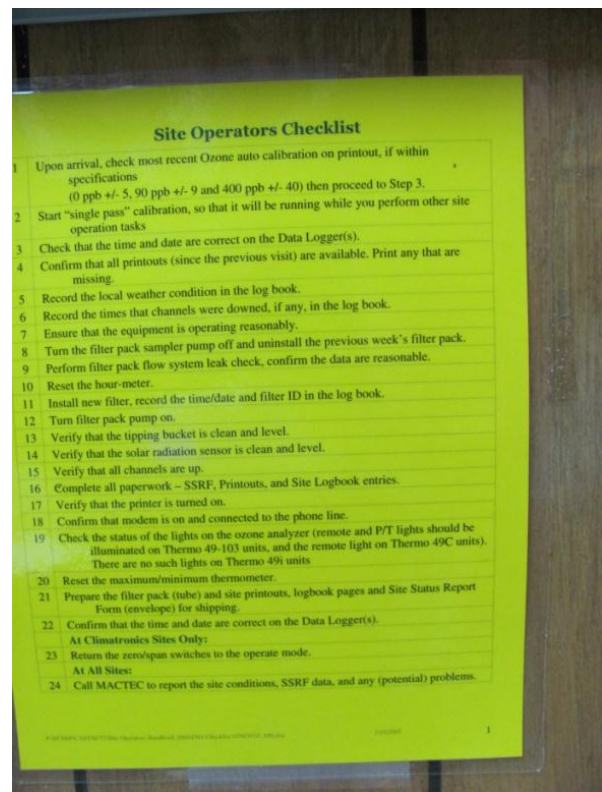 Site Operators Checklist
1 Upon arrival, check most recent Ozone auto calibration on printout, if within
specifications
(0 ppb +/- 5, 90 ppb +/- 9 and 400 ppb +/- 40) then proceed to Step 3.
2 Start “single pass” calibration, so that it will be running while you perform other site
operation tasks
3 Check that the time and date are correct on the Data Logger(s).
4 Confirm that all printouts (since the previous visit) are available. Print any that are
missing.
5 Record the local weather condition in the log book.
6 Record the times that channels were downed, if any, in the log book.
7 Ensure that the equipment is operating reasonably.
8 Turn the filter pack sampler pump off and uninstall the previous week’s filter pack.
9 Perform filter pack flow system leak check, confirm the data are reasonable.
10 Reset the hour-meter.
11 Install new filter, record the time/date and filter ID in the log book.
12 Turn filter pack pump on.
13 Verify that the tipping bucket is clean and level.
14 Verify that the solar radiation sensor is clean and level.
15 Verify that all channels are up.
16 Complete all paperwork – SSRF, Printouts, and Site Logbook entries.
17 Verify that the printer is turned on.
18 Confirm that modem is on and connected to the phone line.
19 Check the status of the lights on the ozone analyzer (remote and P/T lights should be
illuminated on Thermo 49-103 units, and the remote light on Thermo 49C units).
There are no such lights on Thermo 49i units
20 Reset the maximum/minimum thermometer.
21 Prepare the filter pack (tube) and site printouts, logbook pages and Site Status Report
Form (envelope) for shipping.
22 Confirm that the time and date are correct on the Data Logger(s).
At Climatronics Sites Only:
23 Return the zero/span switches to the operate mode.
At All Sites:
24 Call MACTEC to report the site conditions, SSRF data, and any (potential) problems.
1